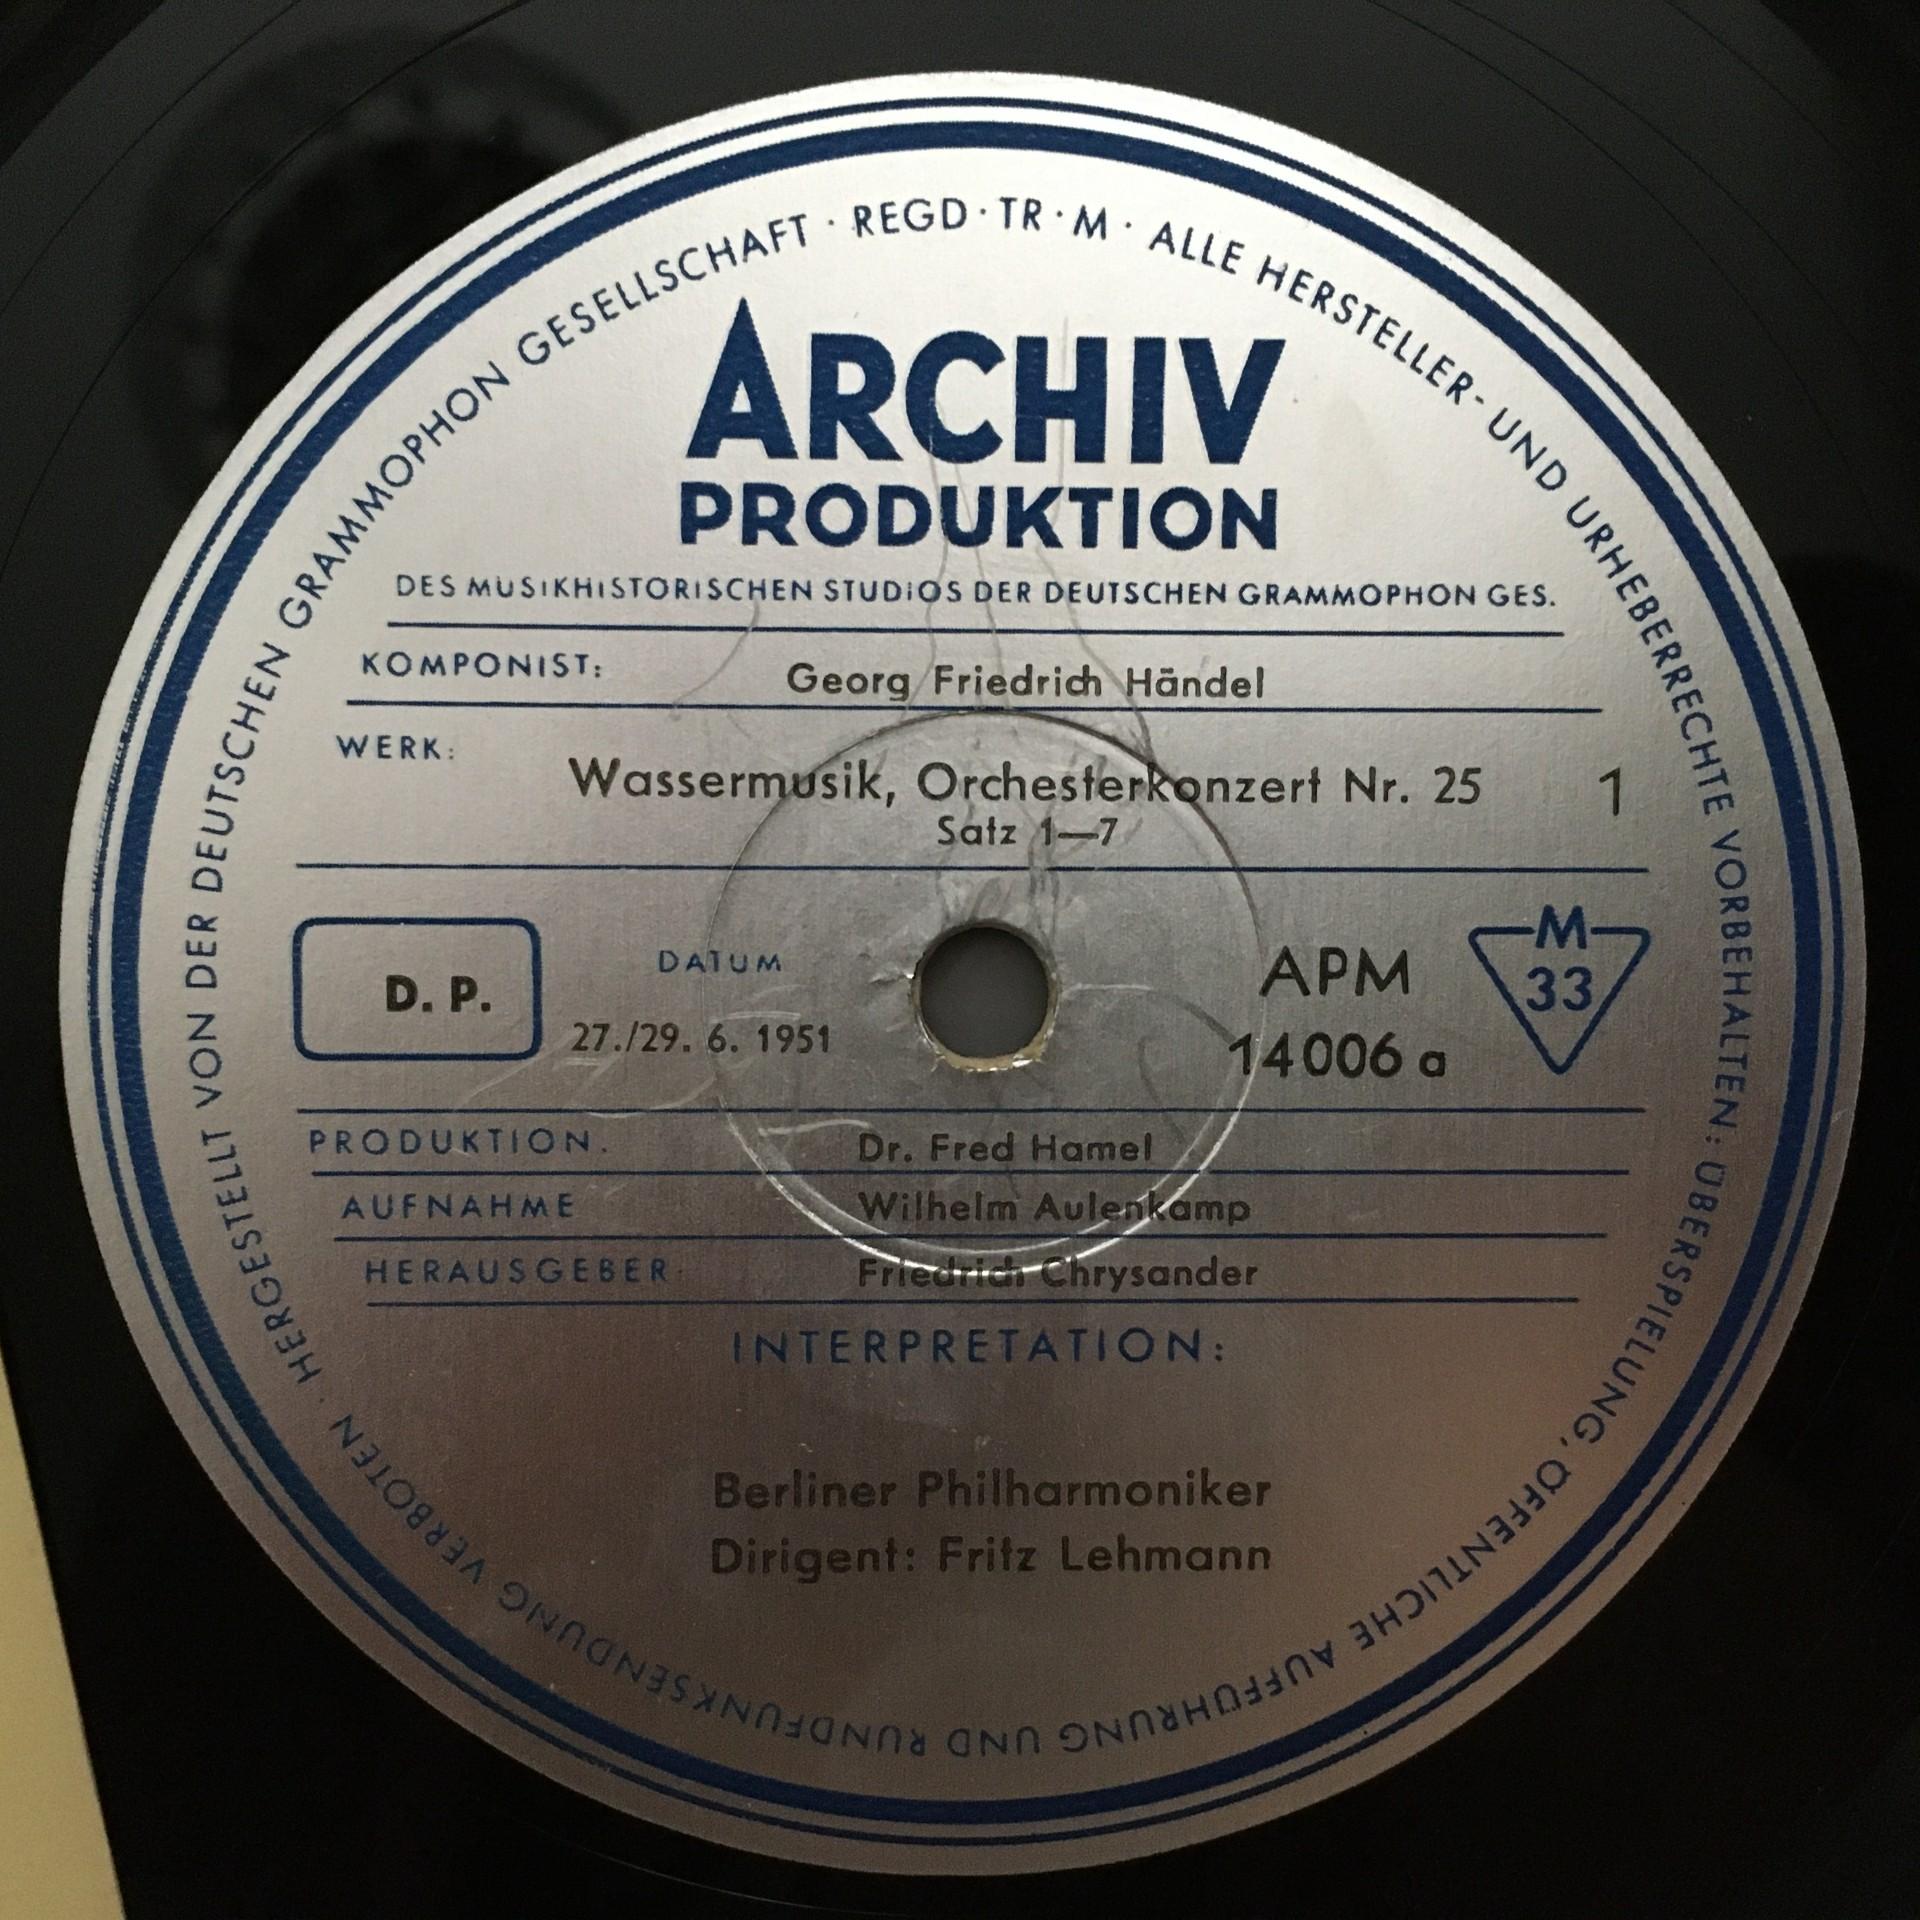 HERGESTELLT VON DER DEUTSCHEN GRAMMOPHON GESELLSCHAFT · REGD · TR · M · ALLE HERSTELLER- UND URHEBERRECHTE VORBEHALTEN: ÜBERSPIELUNG, ÖFFENTLICHE AUFFÜHRUNG UND RUNDFUNKSENDUNG VERBOTEN ·
ARCHIV
PRODUKTION
DES MUSIKHISTORISCHEN STUDIOS DER DEUTSCHEN GRAMMOPHON GES.
KOMPONIST: Georg Friedrich Händel
WERK: Wassermusik, Orchesterkonzert Nr. 25 1
Satz 1—7
D. P.
DATUM
27./29. 6. 1951
APM
14006 a
M
33
PRODUKTION. Dr. Fred Hamel
AUFNAHME Wilhelm Aulenkamp
HERAUSGEBER Friedrich Chrysander
INTERPRETATION:
Berliner Philharmoniker
Dirigent: Fritz Lehmann